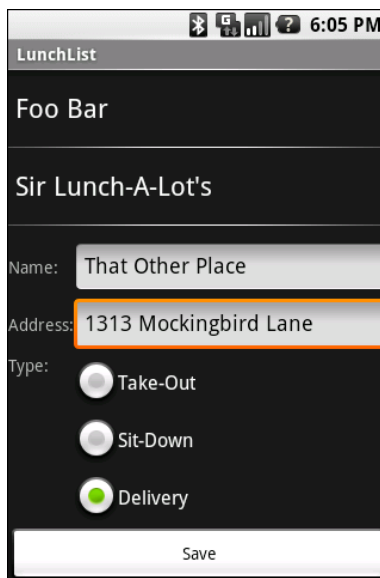 6:05 PM
LunchList
Foo Bar
Sir Lunch-A-Lot's
Name: That Other Place
Address: 1313 Mockingbird Lane
Type:
Take-Out
Sit-Down
Delivery
Save